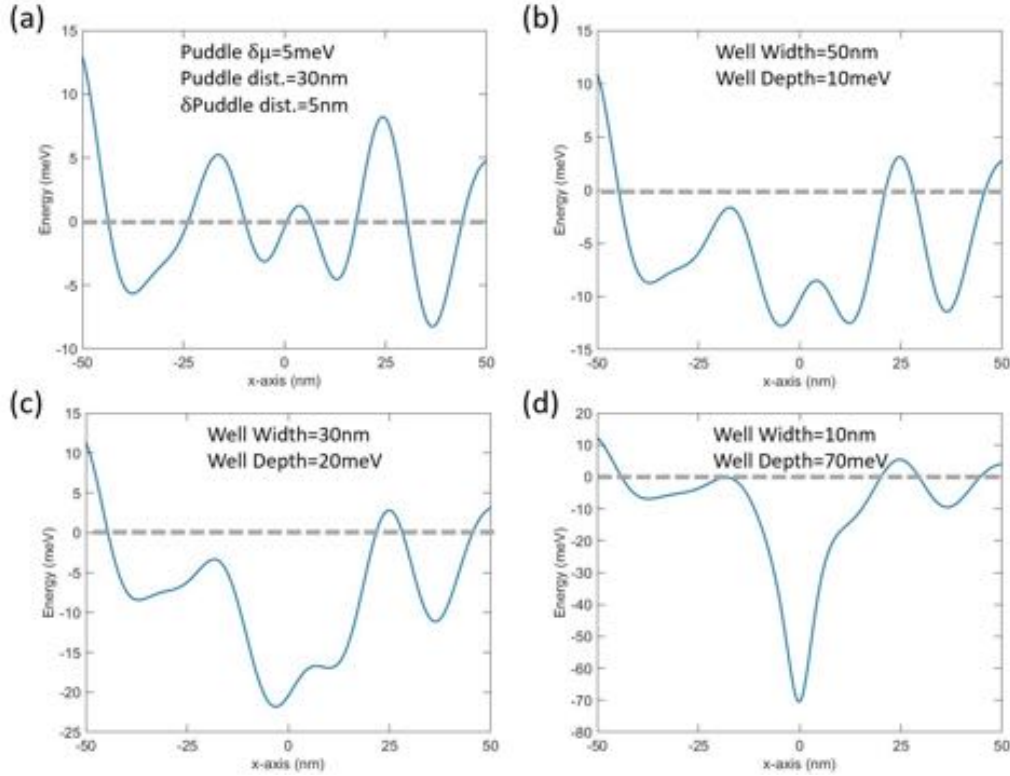 (a)
Puddle δμ=5meV
Puddle dist.=30nm
δPuddle dist.=5nm
15
10
5
0
-5
-10
Energy (meV)
-50
-25
0
25
50
x-axis (nm)
(b)
Well Width=50nm
Well Depth=10meV
15
10
5
0
-5
-10
-15
Energy (meV)
-50
-25
0
25
50
x-axis (nm)
(c)
Well Width=30nm
Well Depth=20meV
15
10
5
0
-5
-10
-15
-20
-25
Energy (meV)
-50
-25
0
25
50
x-axis (nm)
(d)
Well Width=10nm
Well Depth=70meV
20
10
0
-10
-20
-30
-40
-50
-60
-70
-80
Energy (meV)
-50
-25
0
25
50
x-axis (nm)